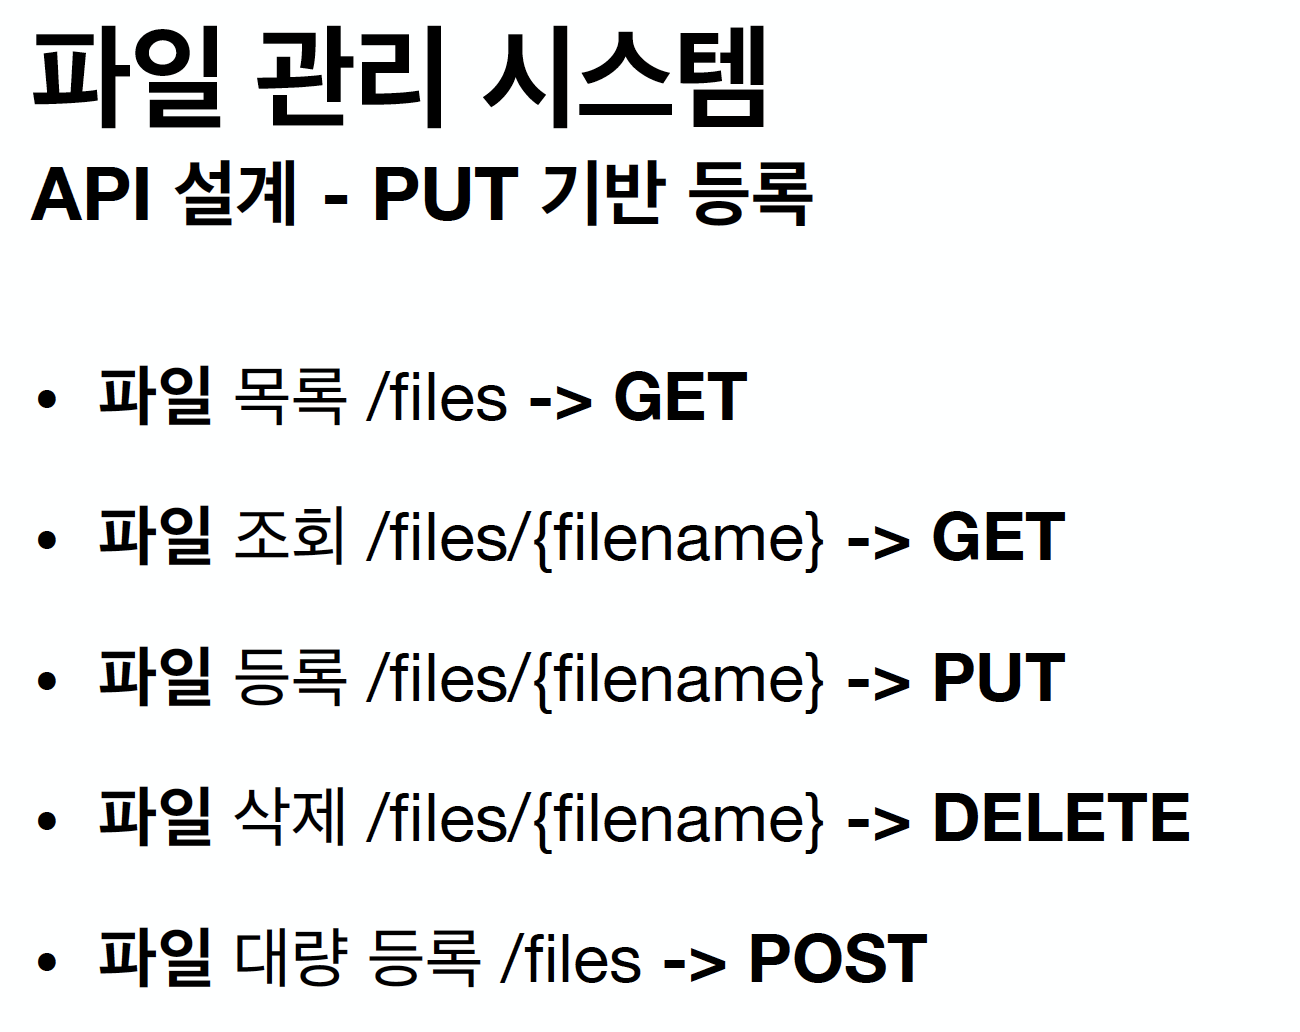 파일 관리 시스템
API 설계 - PUT 기반 등록
• 파일 목록 /files -> GET
• 파일 조회 /files/{filename} -> GET
• 파일 등록 /files/{filename} -> PUT
• 파일 삭제 /files/{filename} -> DELETE
• 파일 대량 등록 /files -> POST